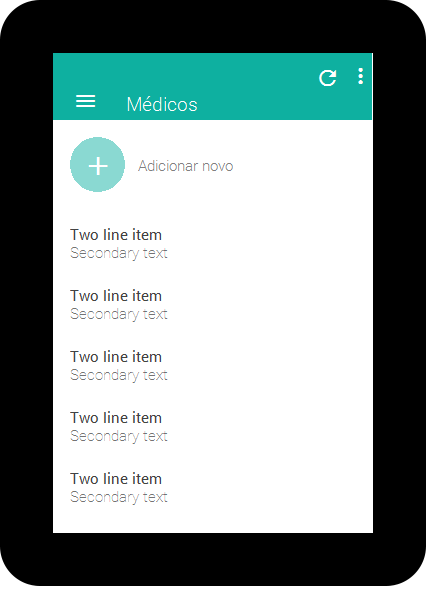 Médicos
Adicionar novo
Two line item
Secondary text
Two line item
Secondary text
Two line item
Secondary text
Two line item
Secondary text
Two line item
Secondary text